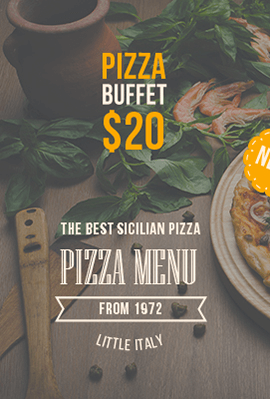 PIZZA
BUFFET
$20
THE BEST SICILIAN PIZZA
PIZZA MENU
FROM 1972
LITTLE ITALY